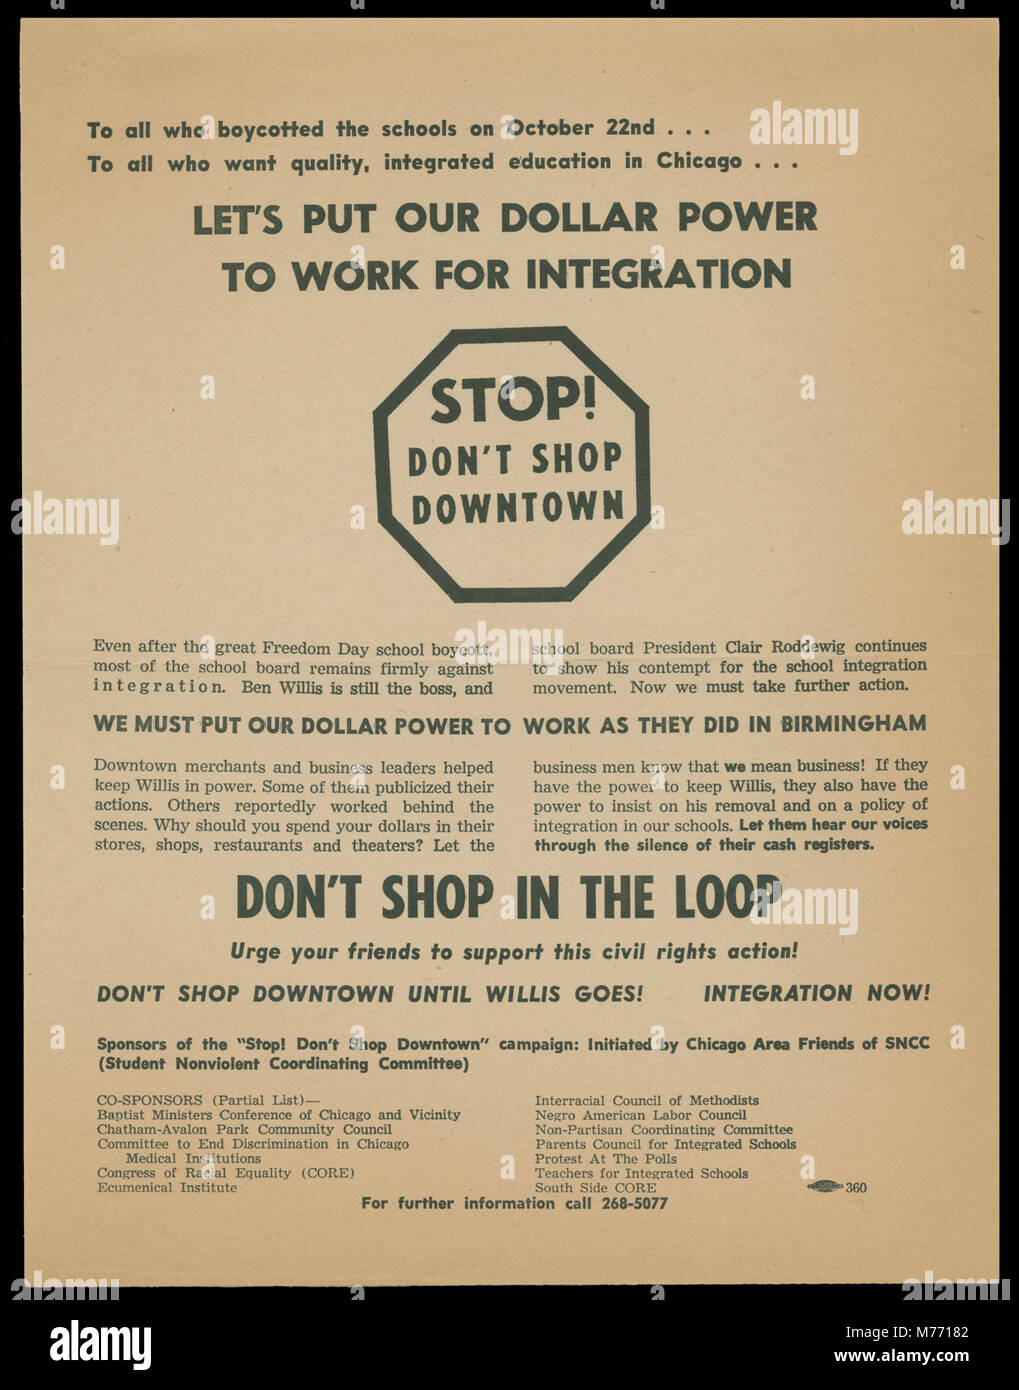 To all who boycotted the schools on October 22nd . . .
To all who want quality, integrated education in Chicago . . .
LET'S PUT OUR DOLLAR POWER
TO WORK FOR INTEGRATION
STOP!
DON'T SHOP
DOWNTOWN
Even after the great Freedom Day school boycott,
most of the school board remains firmly against
integration. Ben Willis is still the boss, and
school board President Clair Roddewig continues
to show his contempt for the school integration
movement. Now we must take further action.
WE MUST PUT OUR DOLLAR POWER TO WORK AS THEY DID IN BIRMINGHAM
Downtown merchants and business leaders helped
keep Willis in power. Some of them publicized their
actions. Others reportedly worked behind the
scenes. Why should you spend your dollars in their
stores, shops, restaurants and theaters? Let the
business men know that we mean business! If they
have the power to keep Willis, they also have the
power to insist on his removal and on a policy of
integration in our schools. Let them hear our voices
through the silence of their cash registers.
DON'T SHOP IN THE LOOP
Urge your friends to support this civil rights action!
DON'T SHOP DOWNTOWN UNTIL WILLIS GOES! INTEGRATION NOW!
Sponsors of the "Stop! Don't Shop Downtown" campaign: Initiated by Chicago Area Friends of SNCC
(Student Nonviolent Coordinating Committee)
CO-SPONSORS (Partial List)—
Baptist Ministers Conference of Chicago and Vicinity
Chatham-Avalon Park Community Council
Committee to End Discrimination in Chicago
Medical Institutions
Congress of Racial Equality (CORE)
Ecumenical Institute
Interracial Council of Methodists
Negro American Labor Council
Non-Partisan Coordinating Committee
Parents Council for Integrated Schools
Protest At The Polls
Teachers for Integrated Schools
South Side CORE
360
For further information call 268-5077
alamy
alamy
alamy
alamy
alamy
alamy
alamy
Image ID: M77182
www.alamy.com